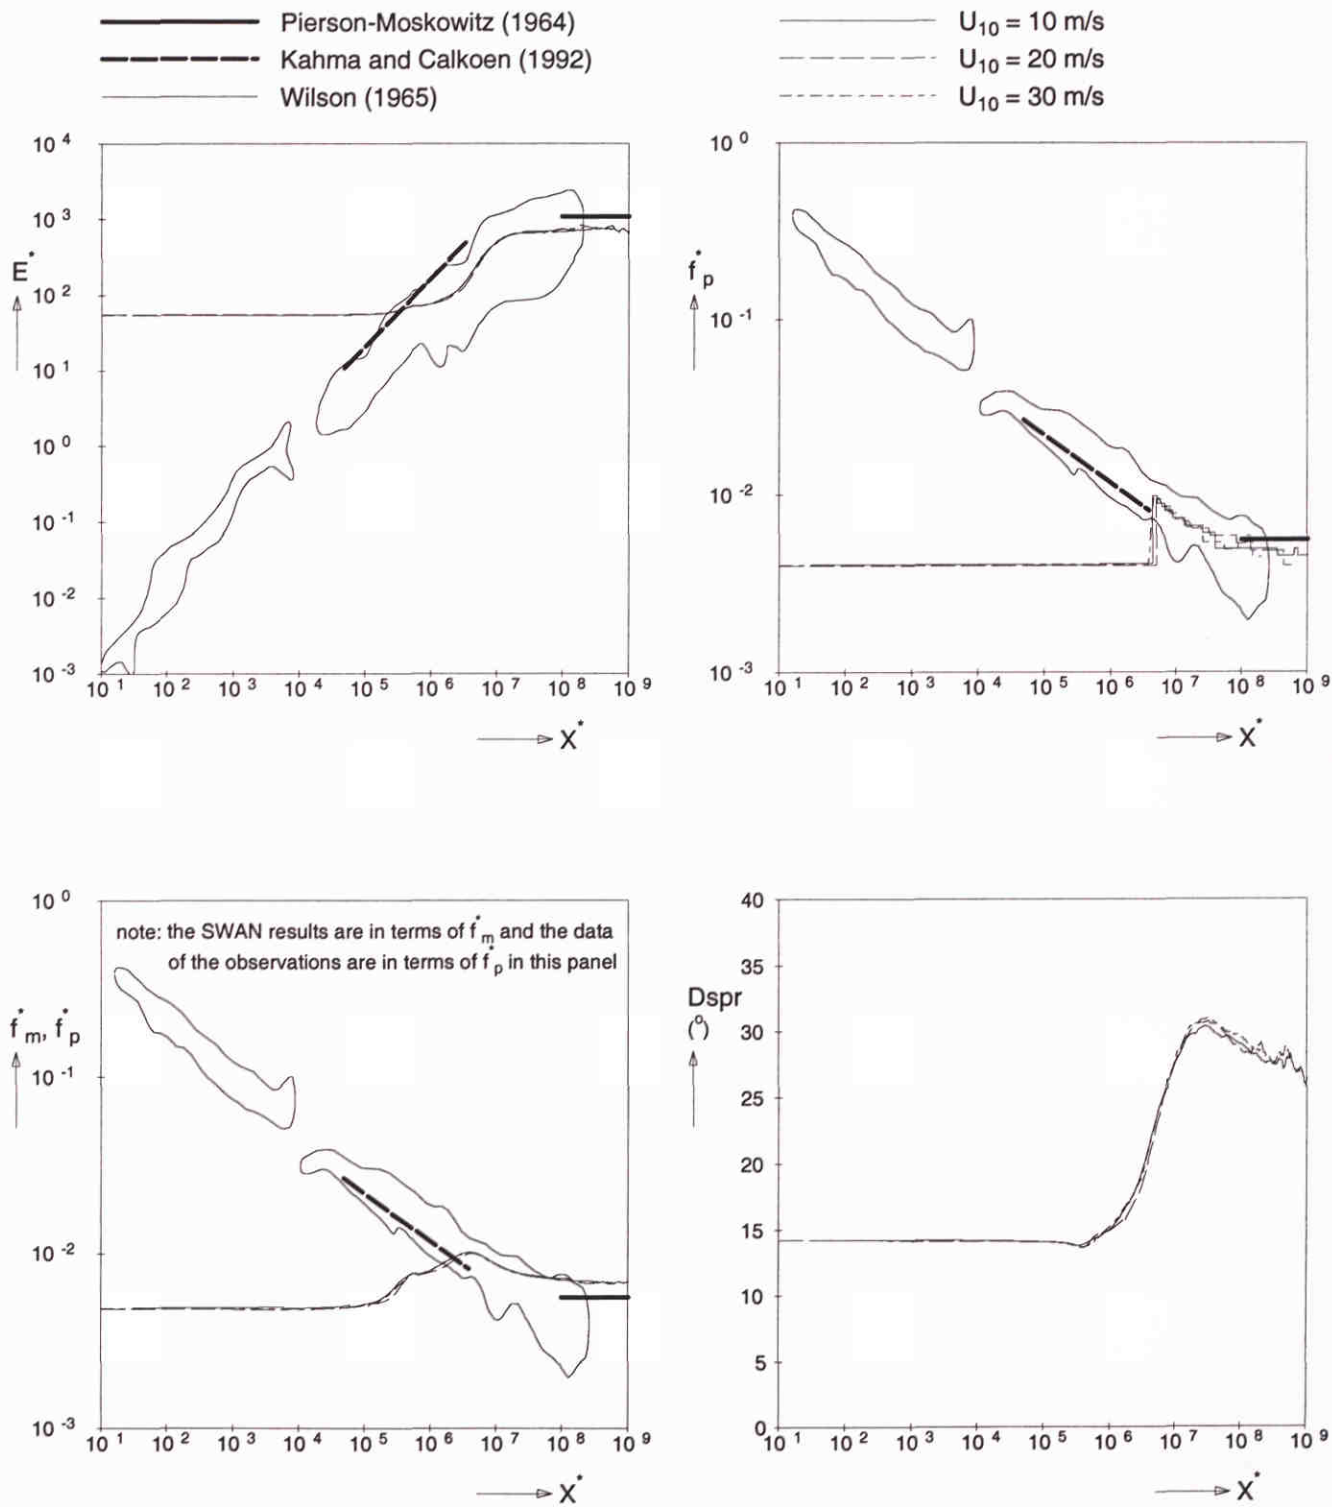 Pierson-Moskowitz (1964)
Kahma and Calkoen (1992)
Wilson (1965)
U10 = 10 m/s
U10 = 20 m/s
U10 = 30 m/s
10 4
10 3
E*
10 2
10 1
10 0
10 -1
10 -2
10 -3
10 1 10 2 10 3 10 4 10 5 10 6 10 7 10 8 10 9
X*
10 0
f*p
10 -1
10 -2
10 -3
10 1 10 2 10 3 10 4 10 5 10 6 10 7 10 8 10 9
X*
10 0
note: the SWAN results are in terms of f*m and the data
of the observations are in terms of f*p in this panel
f*m, f*p
10 -1
10 -2
10 -3
10 1 10 2 10 3 10 4 10 5 10 6 10 7 10 8 10 9
X*
40
35
Dspr
(o)
30
25
20
15
10
5
0
10 1 10 2 10 3 10 4 10 5 10 6 10 7 10 8 10 9
X*